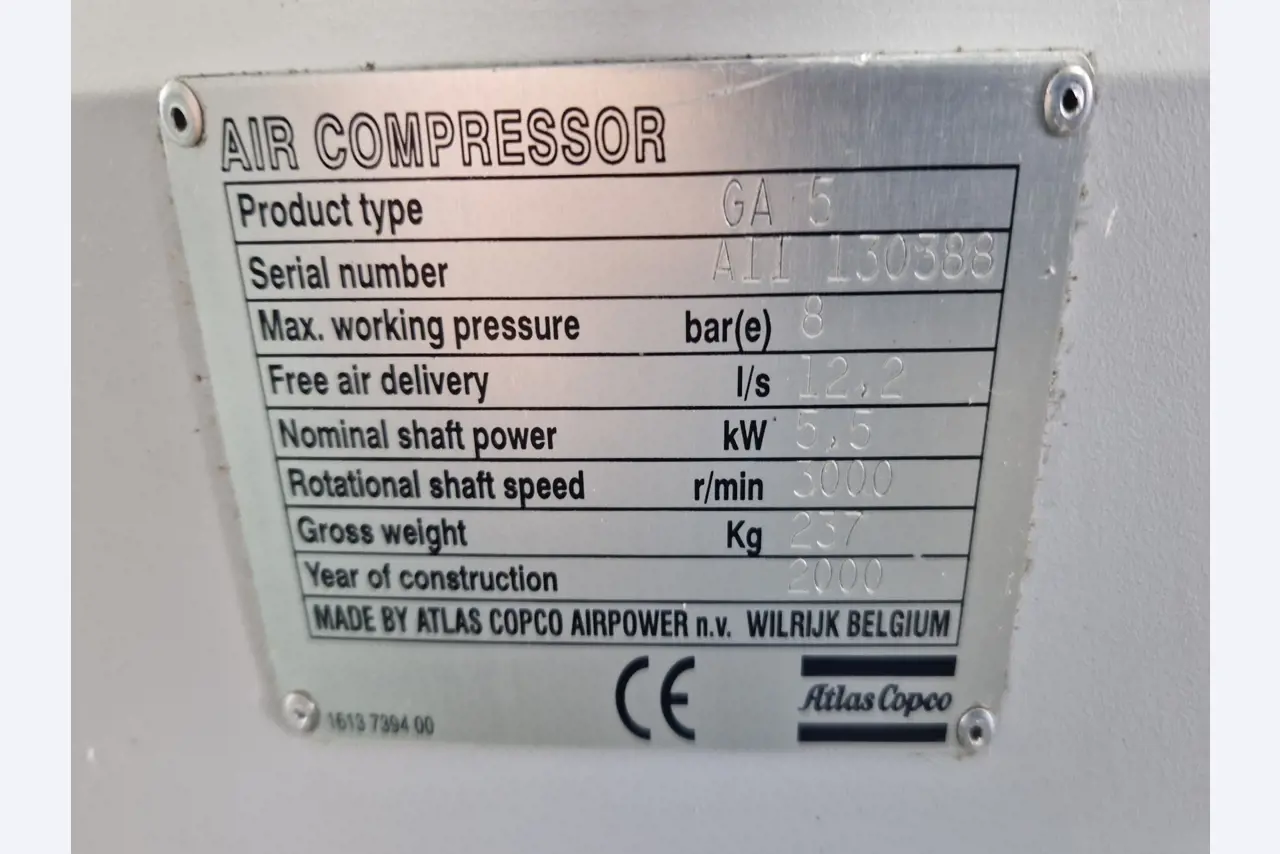 AIR COMPRESSOR
Product type GA 5
Serial number AII 130388
Max. working pressure bar(e) 8
Free air delivery l/s 12,2
Nominal shaft power kW 5,5
Rotational shaft speed r/min 3000
Gross weight Kg 237
Year of construction 2000
MADE BY ATLAS COPCO AIRPOWER n.v. WILRIJK BELGIUM
CE
Atlas Copco
1613 7394 00